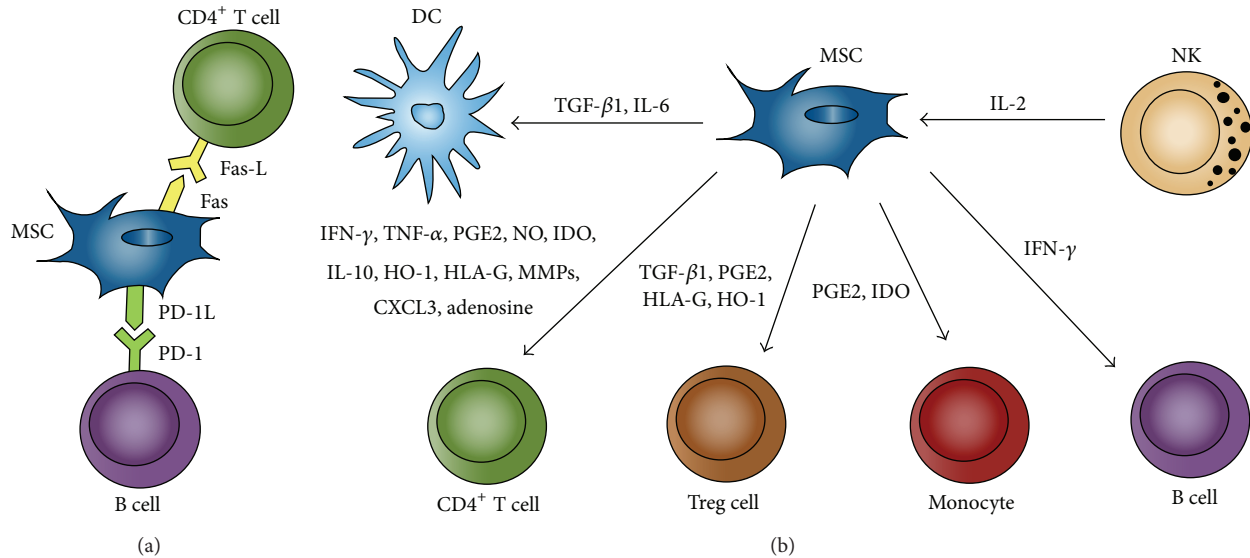 CD4+ T cell
Fas-L
Fas
MSC
PD-1L
PD-1
B cell
(a)
DC
MSC
NK
TGF-β1, IL-6
IL-2
IFN-γ, TNF-α, PGE2, NO, IDO,
IL-10, HO-1, HLA-G, MMPs,
CXCL3, adenosine
TGF-β1, PGE2,
HLA-G, HO-1
PGE2, IDO
IFN-γ
CD4+ T cell
Treg cell
Monocyte
B cell
(b)